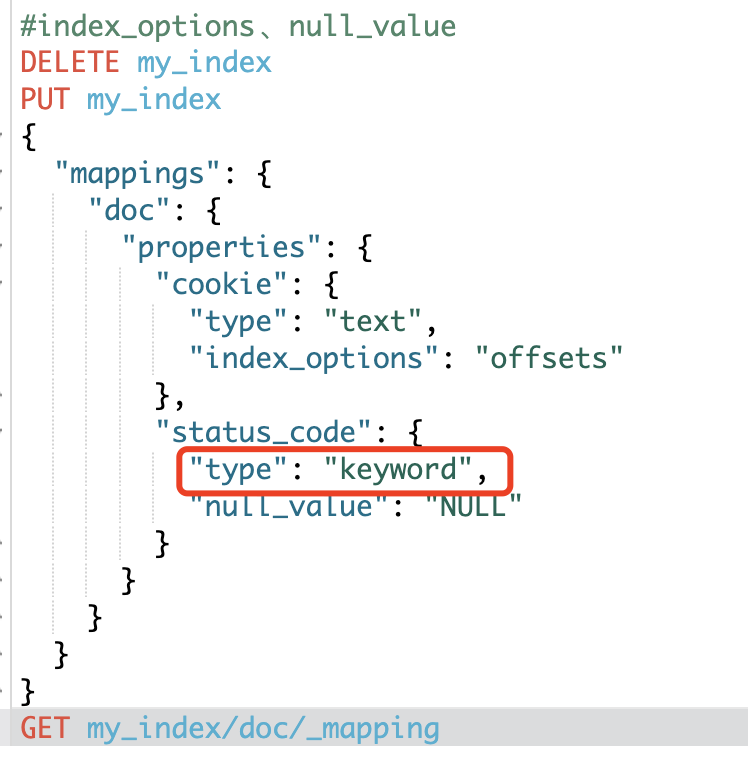 #index_options、null_value
DELETE my_index
PUT my_index
{
  "mappings": {
    "doc": {
      "properties": {
        "cookie": {
          "type": "text",
          "index_options": "offsets"
        },
        "status_code": {
          "type": "keyword",
          "null_value": "NULL"
        }
      }
    }
  }
}
GET my_index/doc/_mapping